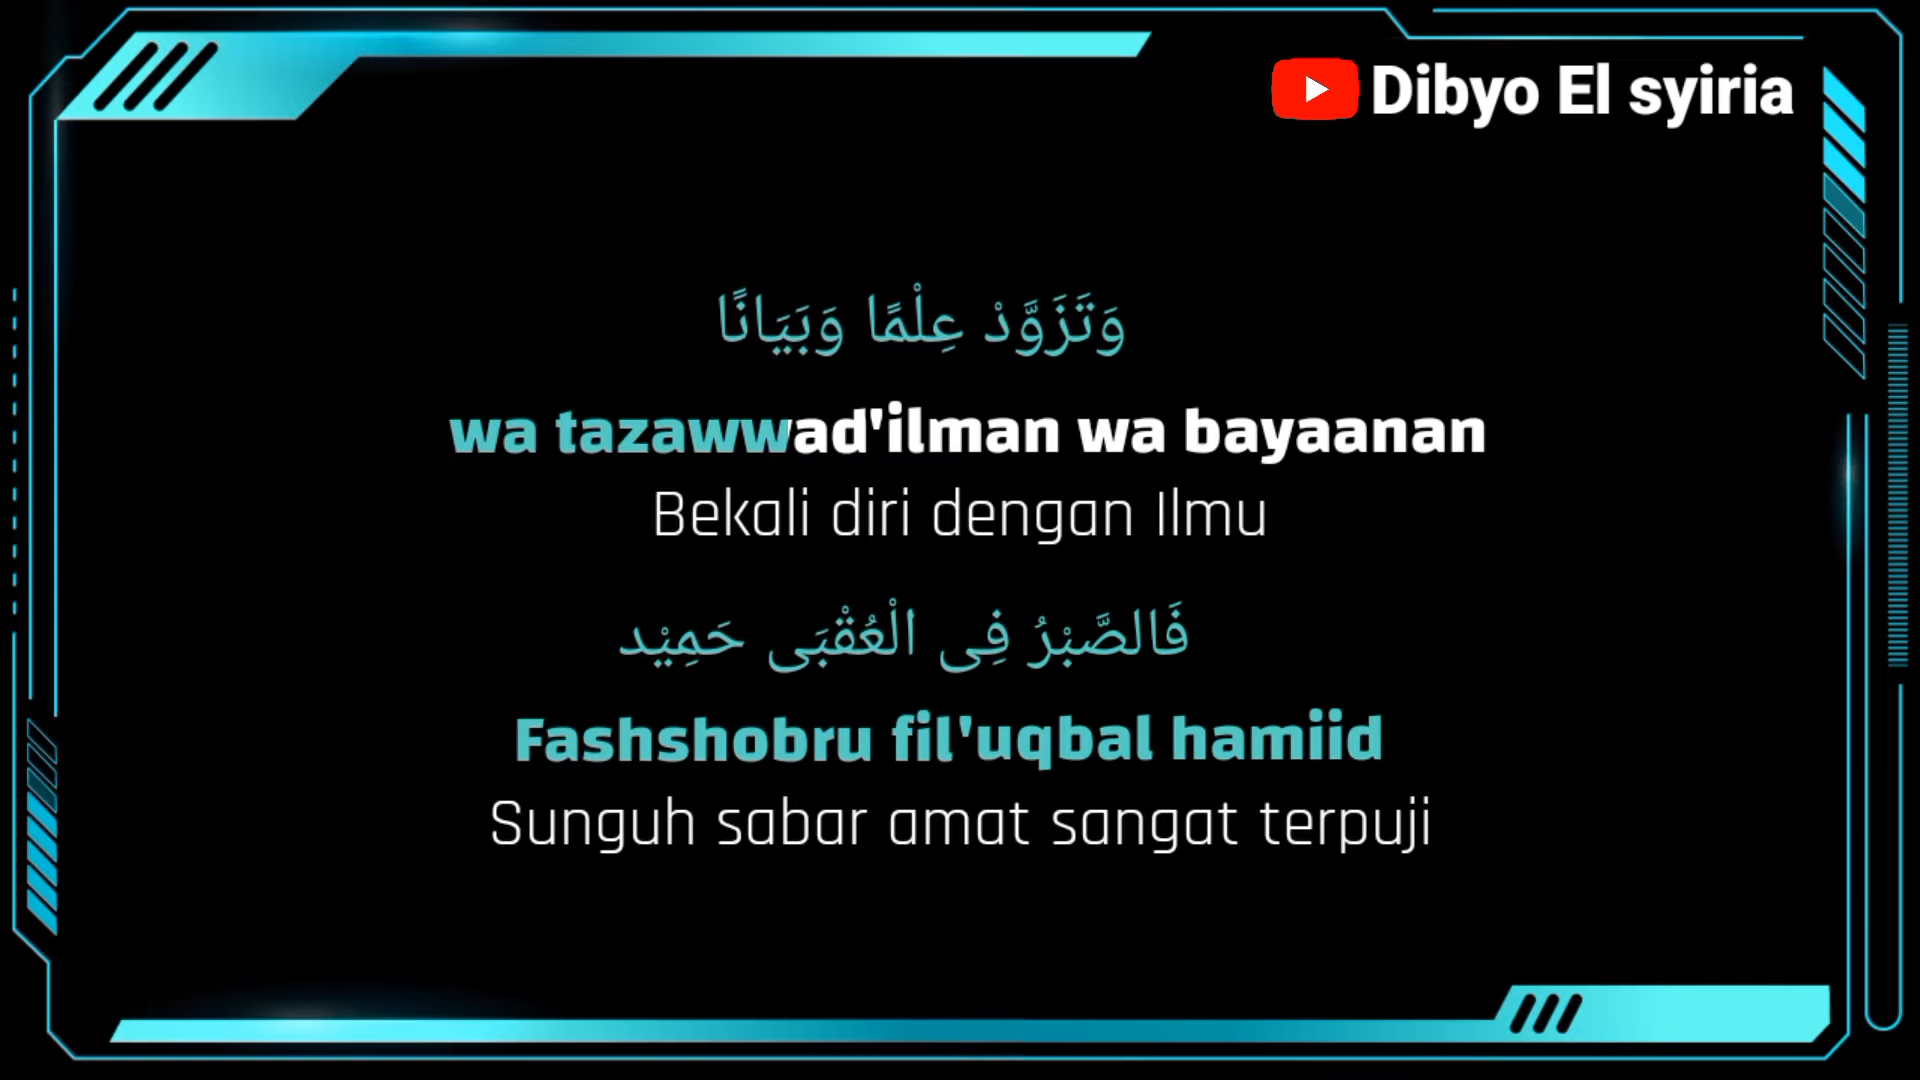 Dibyo El syiria
وَتَزَوَّدْ عِلْمًا وَبَيَانًا
wa tazawwad'ilman wa bayaanan
Bekali diri dengan Ilmu
فَالصَّبْرُ فِى الْعُقْبَى حَمِيْد
Fashshobru fil'uqbal hamiid
Sunguh sabar amat sangat terpuji